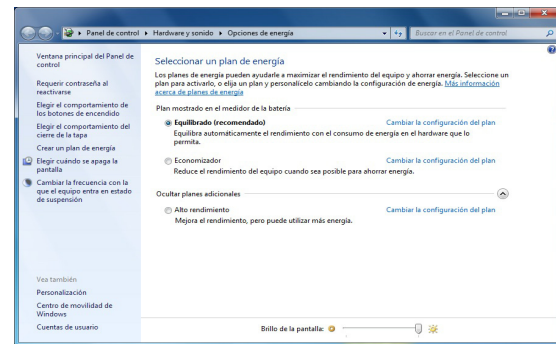 Panel de control ▸ Hardware y sonido ▸ Opciones de energía
Buscar en el Panel de control
Ventana principal del Panel de
control
Requerir contraseña al
reactivarse
Elegir el comportamiento de
los botones de encendido
Elegir el comportamiento del
cierre de la tapa
Crear un plan de energía
Elegir cuándo se apaga la
pantalla
Cambiar la frecuencia con la
que el equipo entra en estado
de suspensión
Vea también
Personalización
Centro de movilidad de
Windows
Cuentas de usuario
Seleccionar un plan de energía
Los planes de energía pueden ayudarle a maximizar el rendimiento del equipo y ahorrar energía. Seleccione un
plan para activarlo, o elija un plan y personalícelo cambiando la configuración de energía. Más información
acerca de planes de energía
Plan mostrado en el medidor de la batería
Equilibrado (recomendado) Cambiar la configuración del plan
Equilibra automáticamente el rendimiento con el consumo de energía en el hardware que lo
permita.
Economizador Cambiar la configuración del plan
Reduce el rendimiento del equipo cuando sea posible para ahorrar energía.
Ocultar planes adicionales
Alto rendimiento Cambiar la configuración del plan
Mejora el rendimiento, pero puede utilizar más energía.
Brillo de la pantalla: